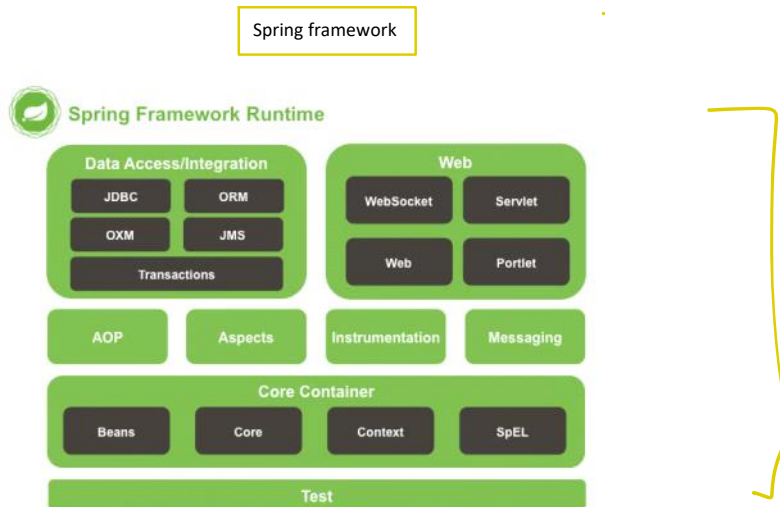 Spring framework
Spring Framework Runtime
Data Access/Integration
JDBC
ORM
OXM
JMS
Transactions
Web
WebSocket
Servlet
Web
Portlet
AOP
Aspects
Instrumentation
Messaging
Core Container
Beans
Core
Context
SpEL
Test